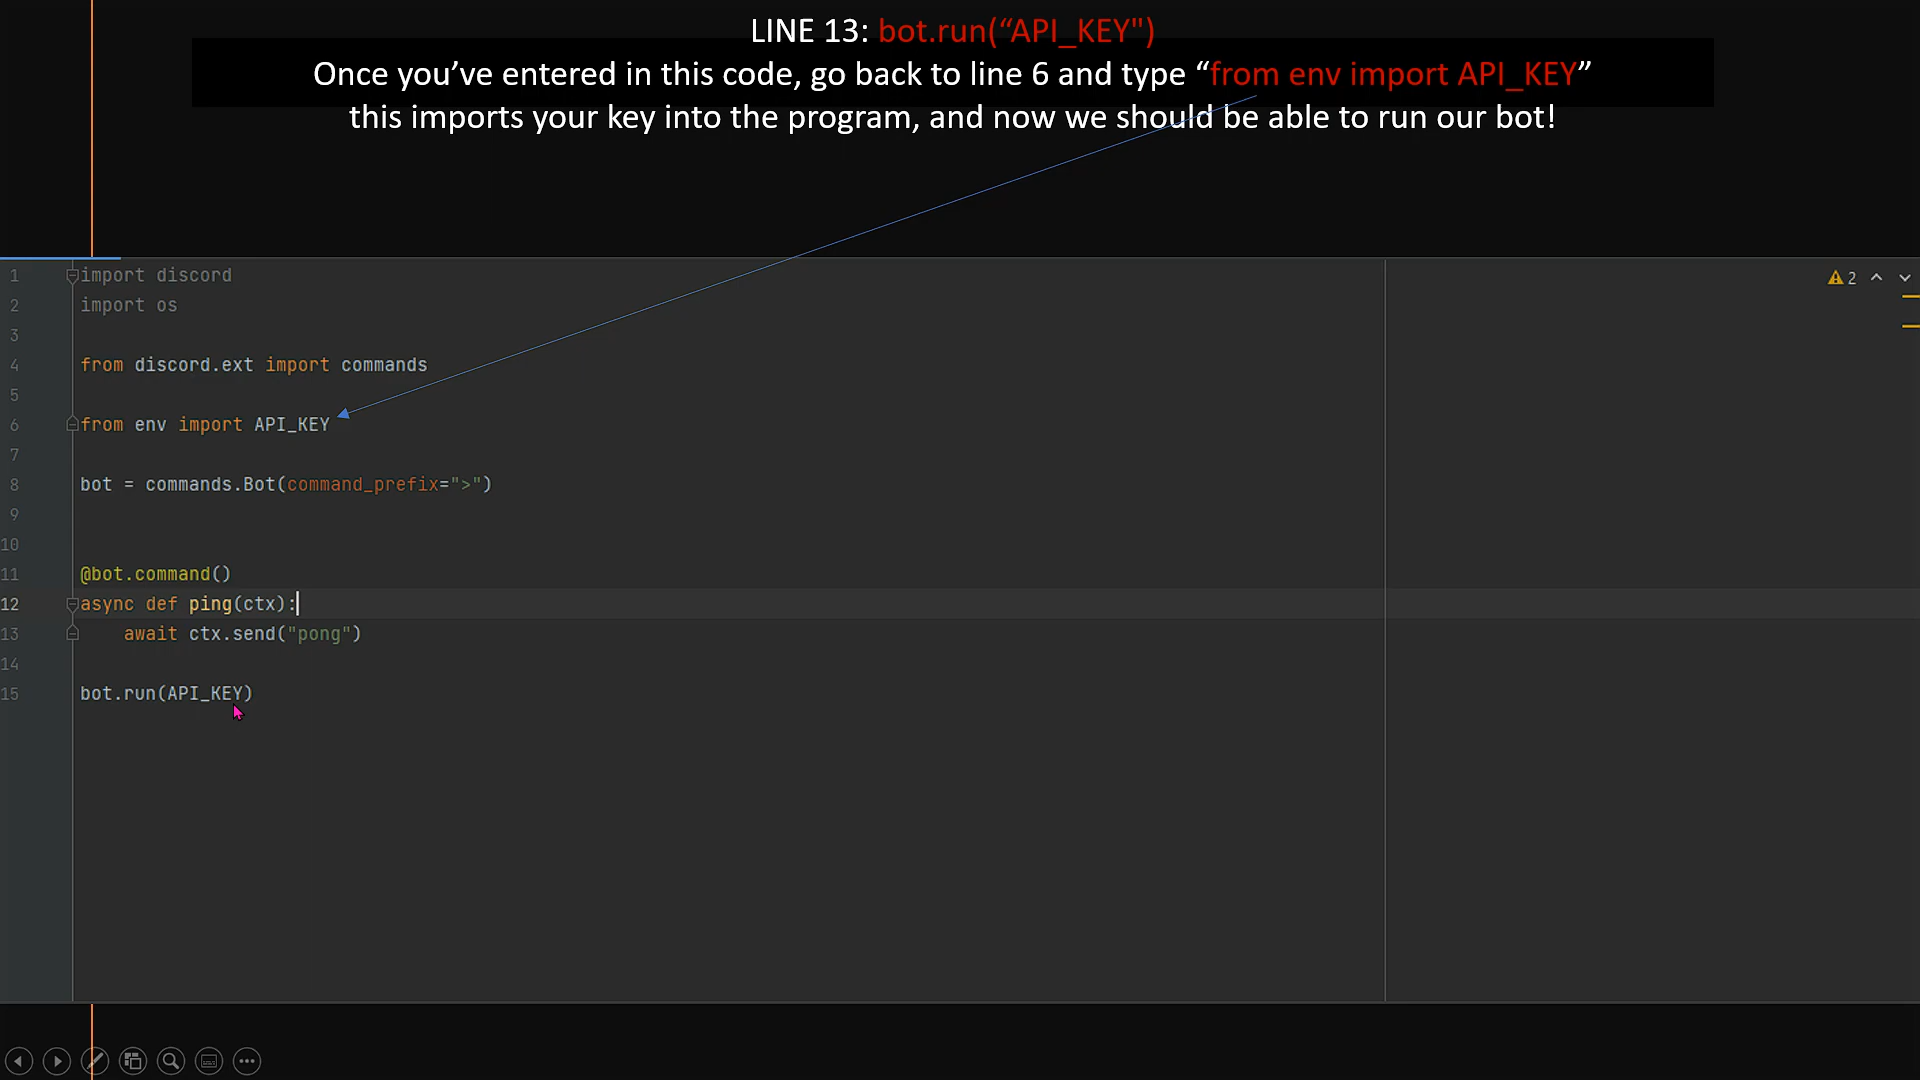 LINE 13: bot.run(“API_KEY")
Once you’ve entered in this code, go back to line 6 and type “from env import API_KEY”
this imports your key into the program, and now we should be able to run our bot!
2
1 import discord
2 import os
3
4 from discord.ext import commands
5
6 from env import API_KEY
7
8 bot = commands.Bot(command_prefix=">")
9
10
11 @bot.command()
12 async def ping(ctx):
13     await ctx.send("pong")
14
15 bot.run(API_KEY)